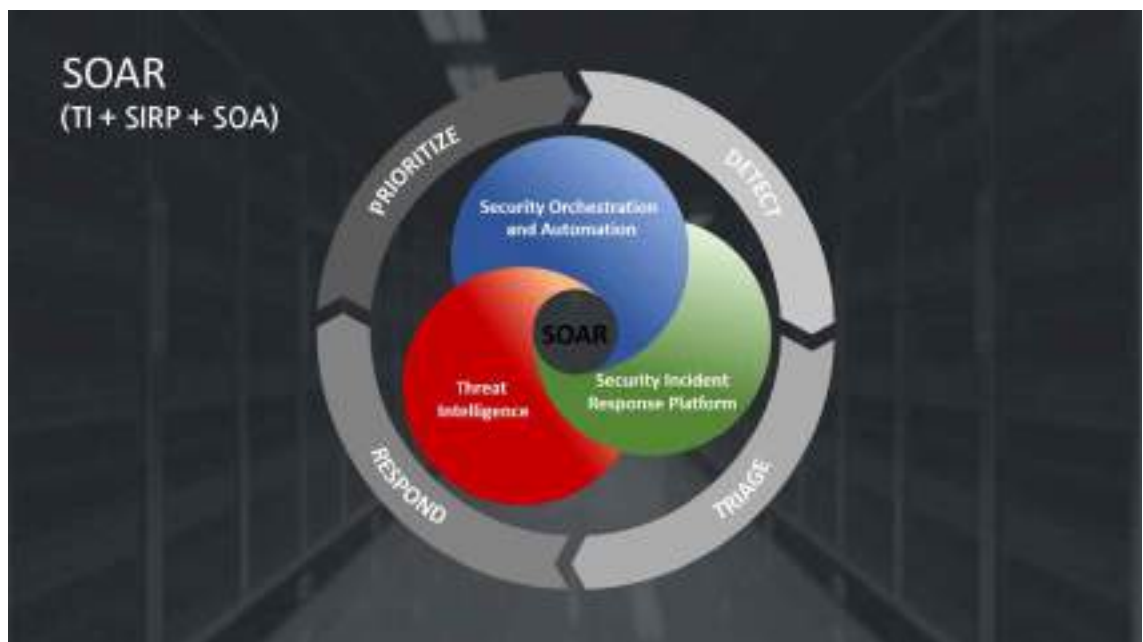 SOAR
(TI + SIRP + SOA)
PRIORITIZE
DETECT
Security Orchestration
and Automation
SOAR
Threat
Intelligence
Security Incident
Response Platform
RESPOND
TRIAGE